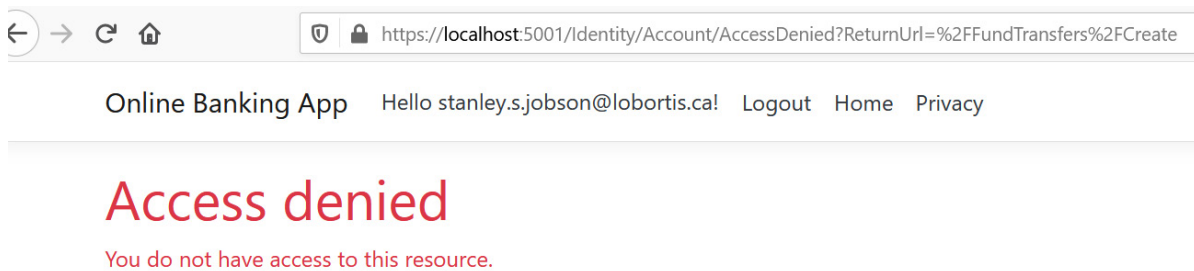 https://localhost:5001/Identity/Account/AccessDenied?ReturnUrl=%2FFundTransfers%2FCreate
Online Banking App Hello stanley.s.jobson@lobortis.ca! Logout Home Privacy
Access denied
You do not have access to this resource.